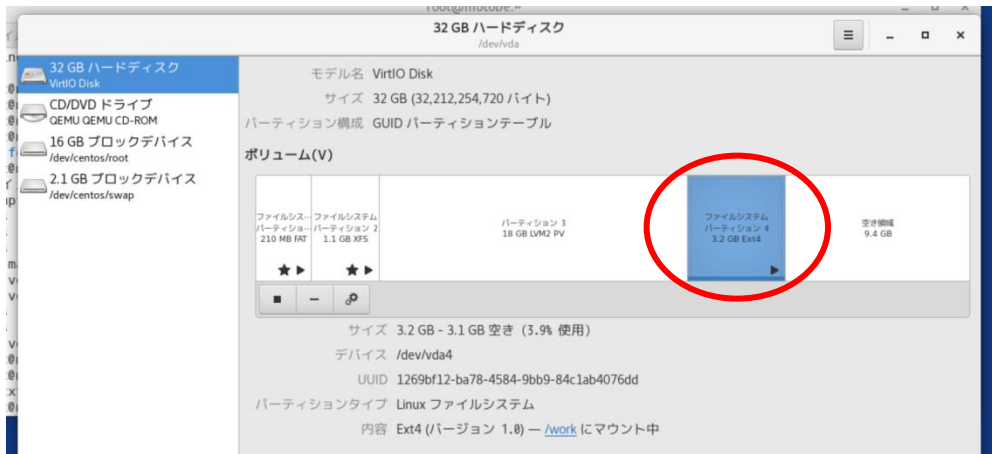 root@motobe:~
32 GB ハードディスク
/dev/vda
32 GB ハードディスク
VirtIO Disk
CD/DVD ドライブ
QEMU QEMU CD-ROM
16 GB ブロックデバイス
/dev/centos/root
2.1 GB ブロックデバイス
/dev/centos/swap
モデル名 VirtIO Disk
サイズ 32 GB (32,212,254,720 バイト)
パーティション構成 GUID パーティションテーブル
ボリューム(V)
ファイルシス…
パーティショ…
210 MB FAT
ファイルシステム
パーティション 2
1.1 GB XFS
パーティション 3
18 GB LVM2 PV
ファイルシステム
パーティション 4
3.2 GB Ext4
空き領域
9.4 GB
サイズ 3.2 GB - 3.1 GB 空き (3.9% 使用)
デバイス /dev/vda4
UUID 1269bf12-ba78-4584-9bb9-84c1ab4076dd
パーティションタイプ Linux ファイルシステム
内容 Ext4 (バージョン 1.0) — /work にマウント中